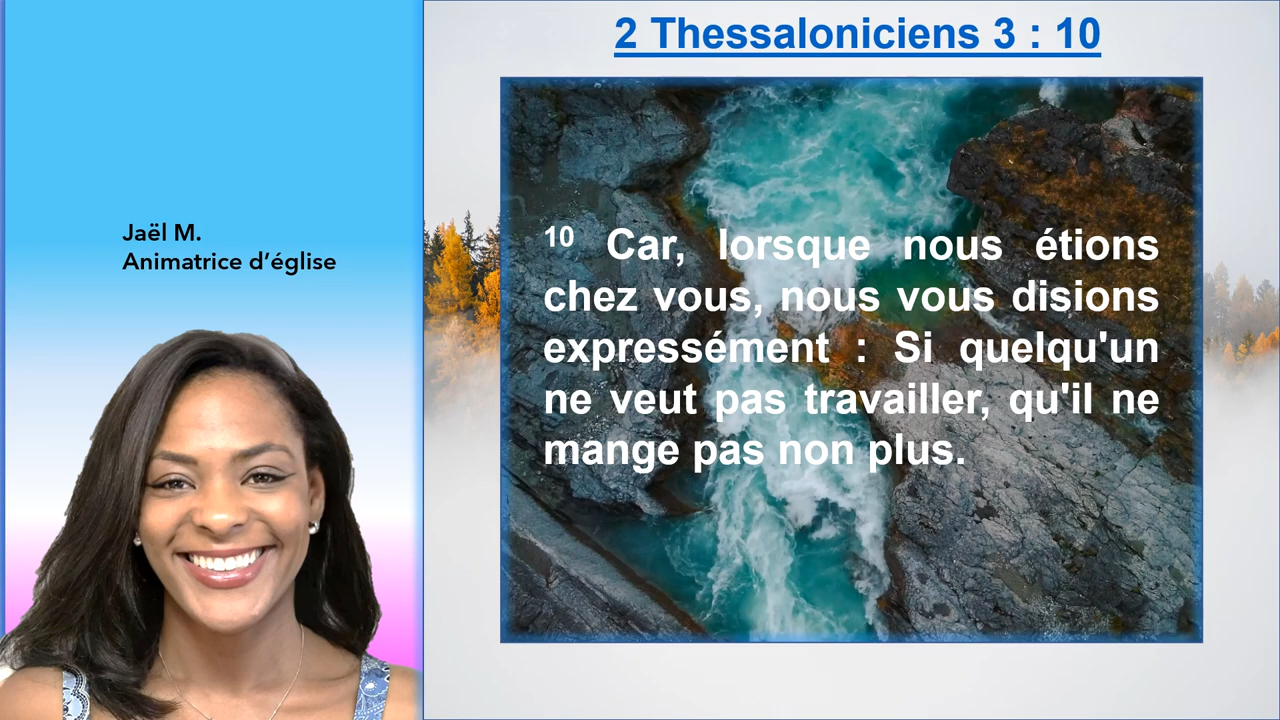 2 Thessaloniciens 3 : 10
Jaël M.
Animatrice d’église
10 Car, lorsque nous étions
chez vous, nous vous disions
expressément : Si quelqu'un
ne veut pas travailler, qu'il ne
mange pas non plus.